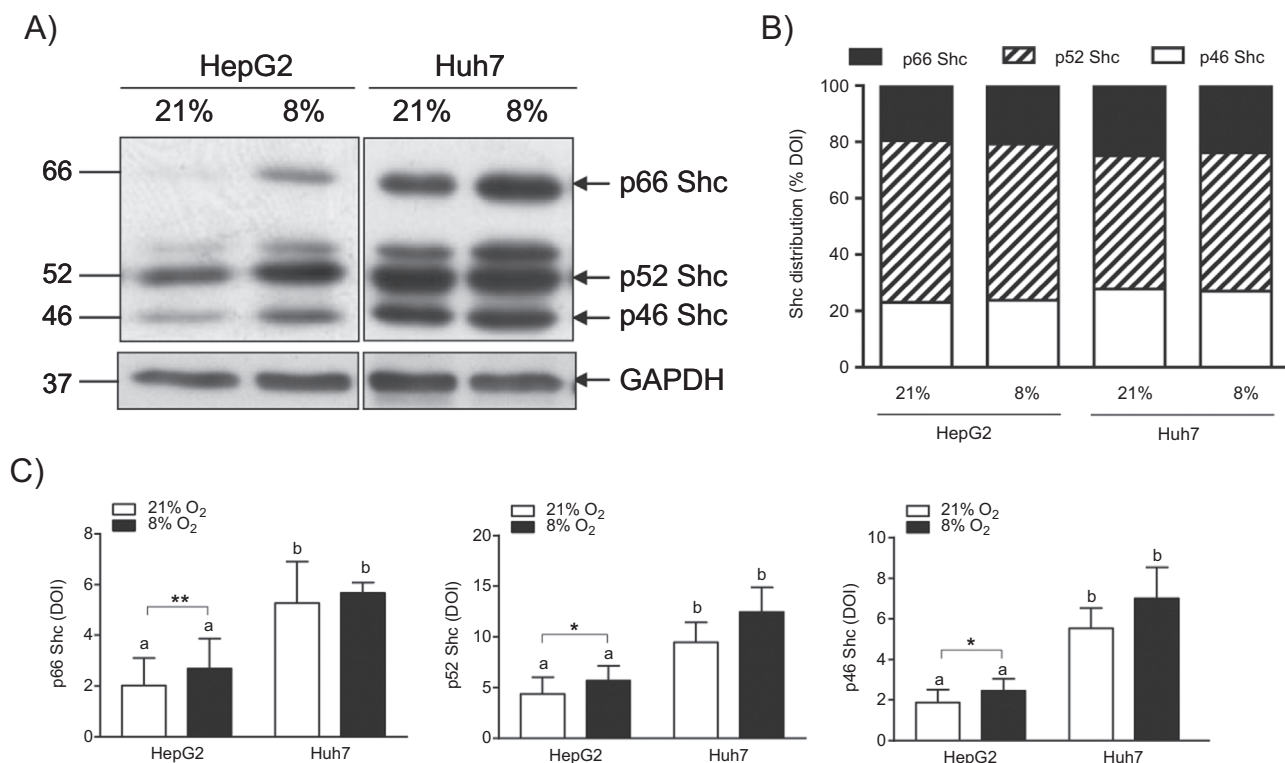 A)
HepG2 Huh7
21% 8% 21% 8%
66
52
46
37
p66 Shc
p52 Shc
p46 Shc
GAPDH
B)
p66 Shc p52 Shc p46 Shc
Shc distribution (% DOI)
100
80
60
40
20
0
21% 8% 21% 8%
HepG2 Huh7
C)
21% O2
8% O2
p66 Shc (DOI)
8
6
4
2
0
a ** a b b
HepG2 Huh7
21% O2
8% O2
p52 Shc (DOI)
20
15
10
5
0
a * a b b
HepG2 Huh7
21% O2
8% O2
p46 Shc (DOI)
10
8
6
4
2
0
a * a b b
HepG2 Huh7